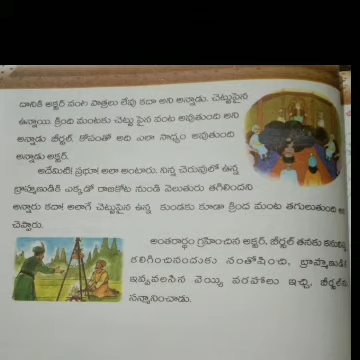 దానికి అక్బర్ వంట పాత్రలు లేవు కదా అని అన్నాడు. చెట్టుపైన
ఉన్నాయి. క్రింది మంటకు చెట్టు పైన వంట అవుతుంది అని
అన్నాడు బీర్బల్. కోపంతో అది ఎలా సాధ్యం అవుతుంది
అన్నాడు అక్బర్.
అదేమిటి! ప్రభూ! అలా అంటారు. నిన్న చెరువులో ఉన్న
బ్రాహ్మణుడికి ఎక్కడో రాజకోట నుండి వెలుతురు తగిలిందని
అన్నారు కదా! అలాగే చెట్టుపైన ఉన్న కుండకు కూడా క్రింద మంట తగులుతుంది అని
చెప్పాడు.
అంతరార్థం గ్రహించిన అక్బర్, బీర్బల్ తనకు కనువిప్పు
కలిగించినందుకు సంతోషించి, బ్రాహ్మణుడికి
ఇవ్వవలసిన వెయ్యి వరహాలు ఇచ్చి, బీర్బల్‌ను
సన్మానించాడు.